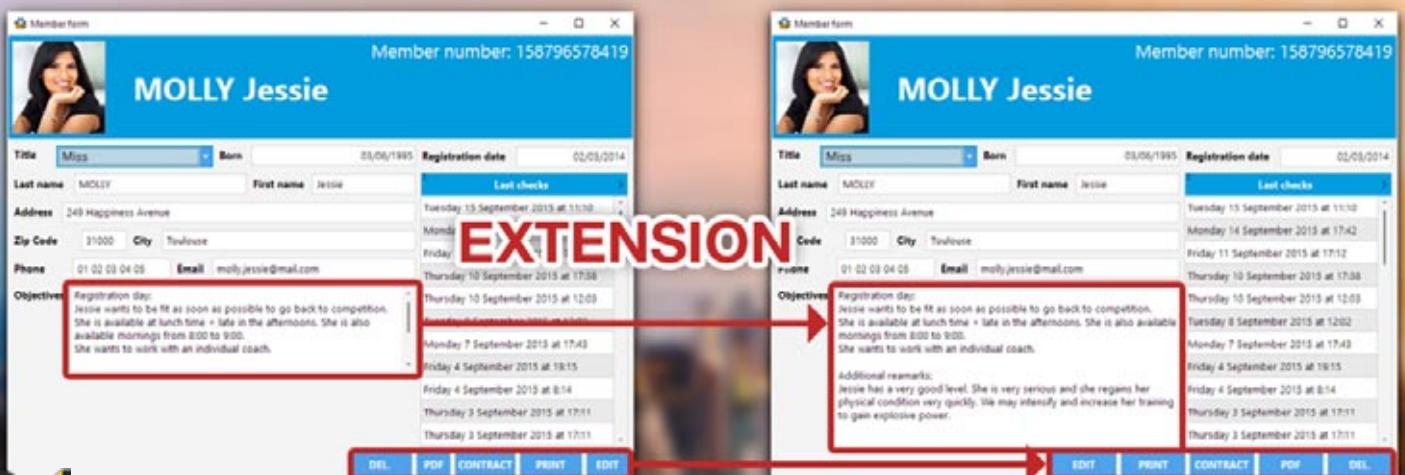 Member form
Member number: 158796578419
MOLLY Jessie
Title Miss Born 03/06/1995 Registration date 02/03/2014
Last name MOLLY First name Jessie Last checks
Address 249 Happiness Avenue Tuesday 15 September 2015 at 11:10
Zip Code 31000 City Toulouse
Friday
Phone 01 02 03 04 05 Email molly.jessie@mail.com Thursday 10 September 2015 at 17:38
Objectives Registration day: Thursday 10 September 2015 at 12:03
Jessie wants to be fit as soon as possible to go back to competition.
She is available at lunch time + late in the afternoons. She is also
available mornings from 8:00 to 9:00. Monday 7 September 2015 at 17:43
She wants to work with an individual coach.
Friday 4 September 2015 at 19:15
Friday 4 September 2015 at 8:14
Thursday 3 September 2015 at 17:11
Thursday 3 September 2015 at 17:11
DEL. PDF CONTRACT PRINT EDIT
EXTENSION
Member form
Member number: 158796578419
MOLLY Jessie
Title Miss Born 03/06/1995 Registration date 02/03/2014
Last name MOLLY First name Jessie Last checks
Address 249 Happiness Avenue Tuesday 15 September 2015 at 11:10
Monday 14 September 2015 at 17:42
Code 31000 City Toulouse
Friday 11 September 2015 at 17:12
Phone 01 02 03 04 05 Email molly.jessie@mail.com Thursday 10 September 2015 at 17:38
Objectives Registration day: Thursday 10 September 2015 at 12:03
Jessie wants to be fit as soon as possible to go back to competition.
She is available at lunch time + late in the afternoons. She is also available Tuesday 8 September 2015 at 12:02
mornings from 8:00 to 9:00.
She wants to work with an individual coach. Monday 7 September 2015 at 17:43
Friday 4 September 2015 at 19:15
Additional reamarks:
Jessie has a very good level. She is very serious and she regains her Friday 4 September 2015 at 8:14
physical condition very quickly. We may intensify and increase her training Thursday 3 September 2015 at 17:11
to gain explosive power.
Thursday 3 September 2015 at 17:11
EDIT PRINT CONTRACT PDF DEL.